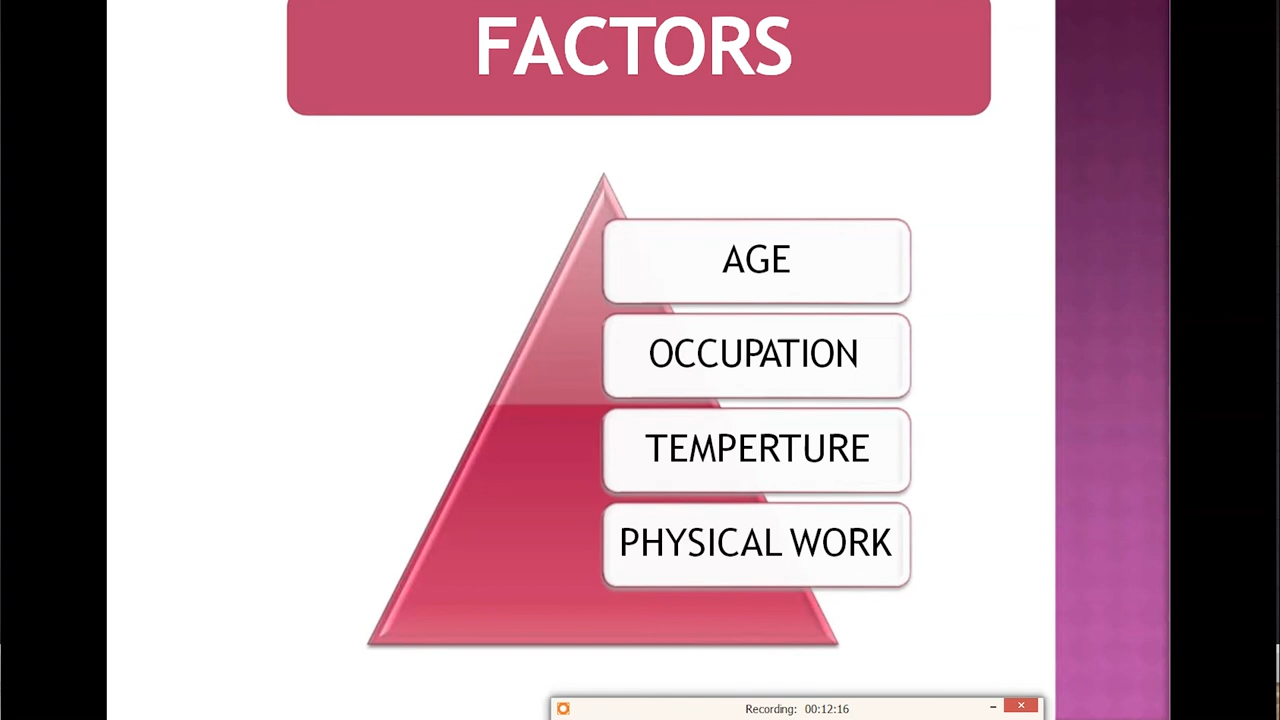 FACTORS
AGE
OCCUPATION
TEMPERTURE
PHYSICAL WORK
Recording: 00:12:16